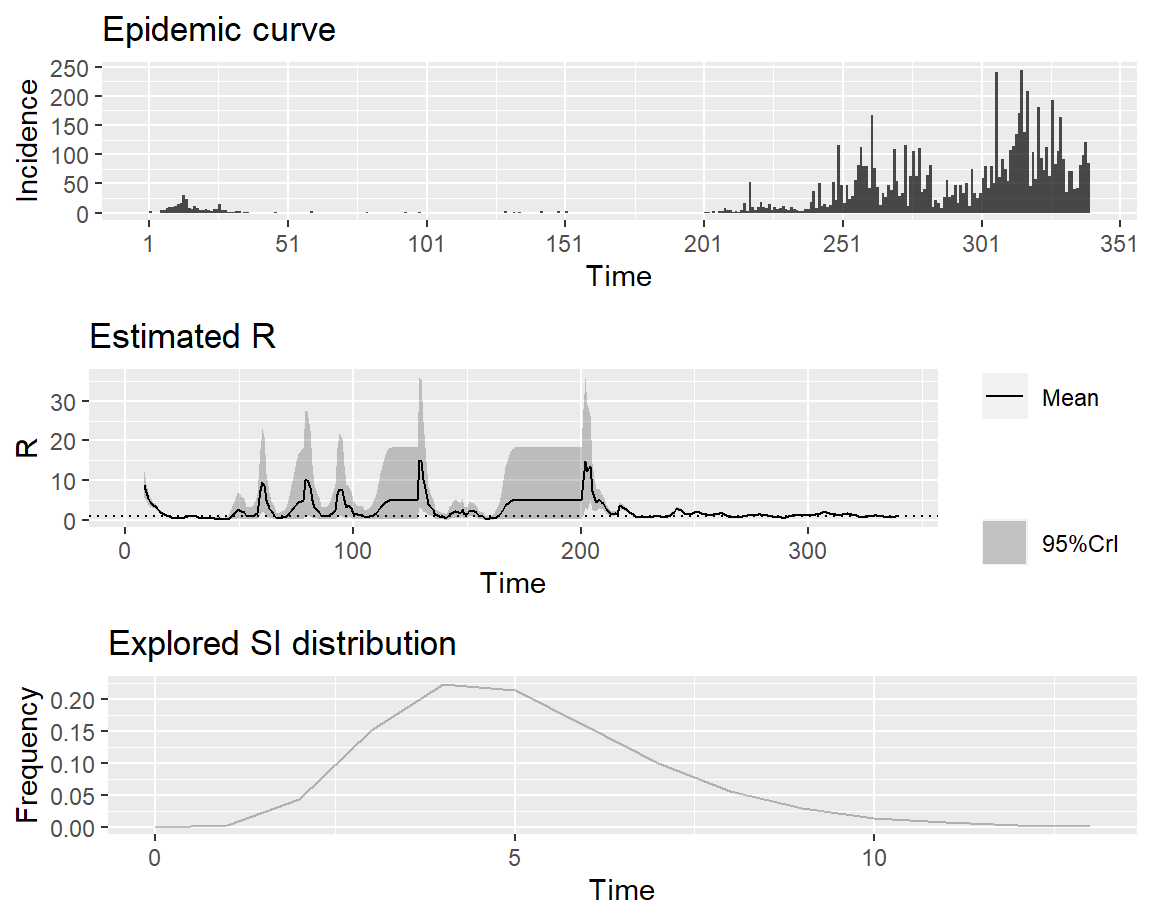 Epidemic curve
Incidence
250
200
150
100
50
0
1 51 101 151 201 251 301 351
Time
Estimated R
R
30
20
10
0
0 100 200 300
Time
Mean
95%CrI
Explored SI distribution
Frequency
0.20
0.15
0.10
0.05
0.00
0 5 10
Time